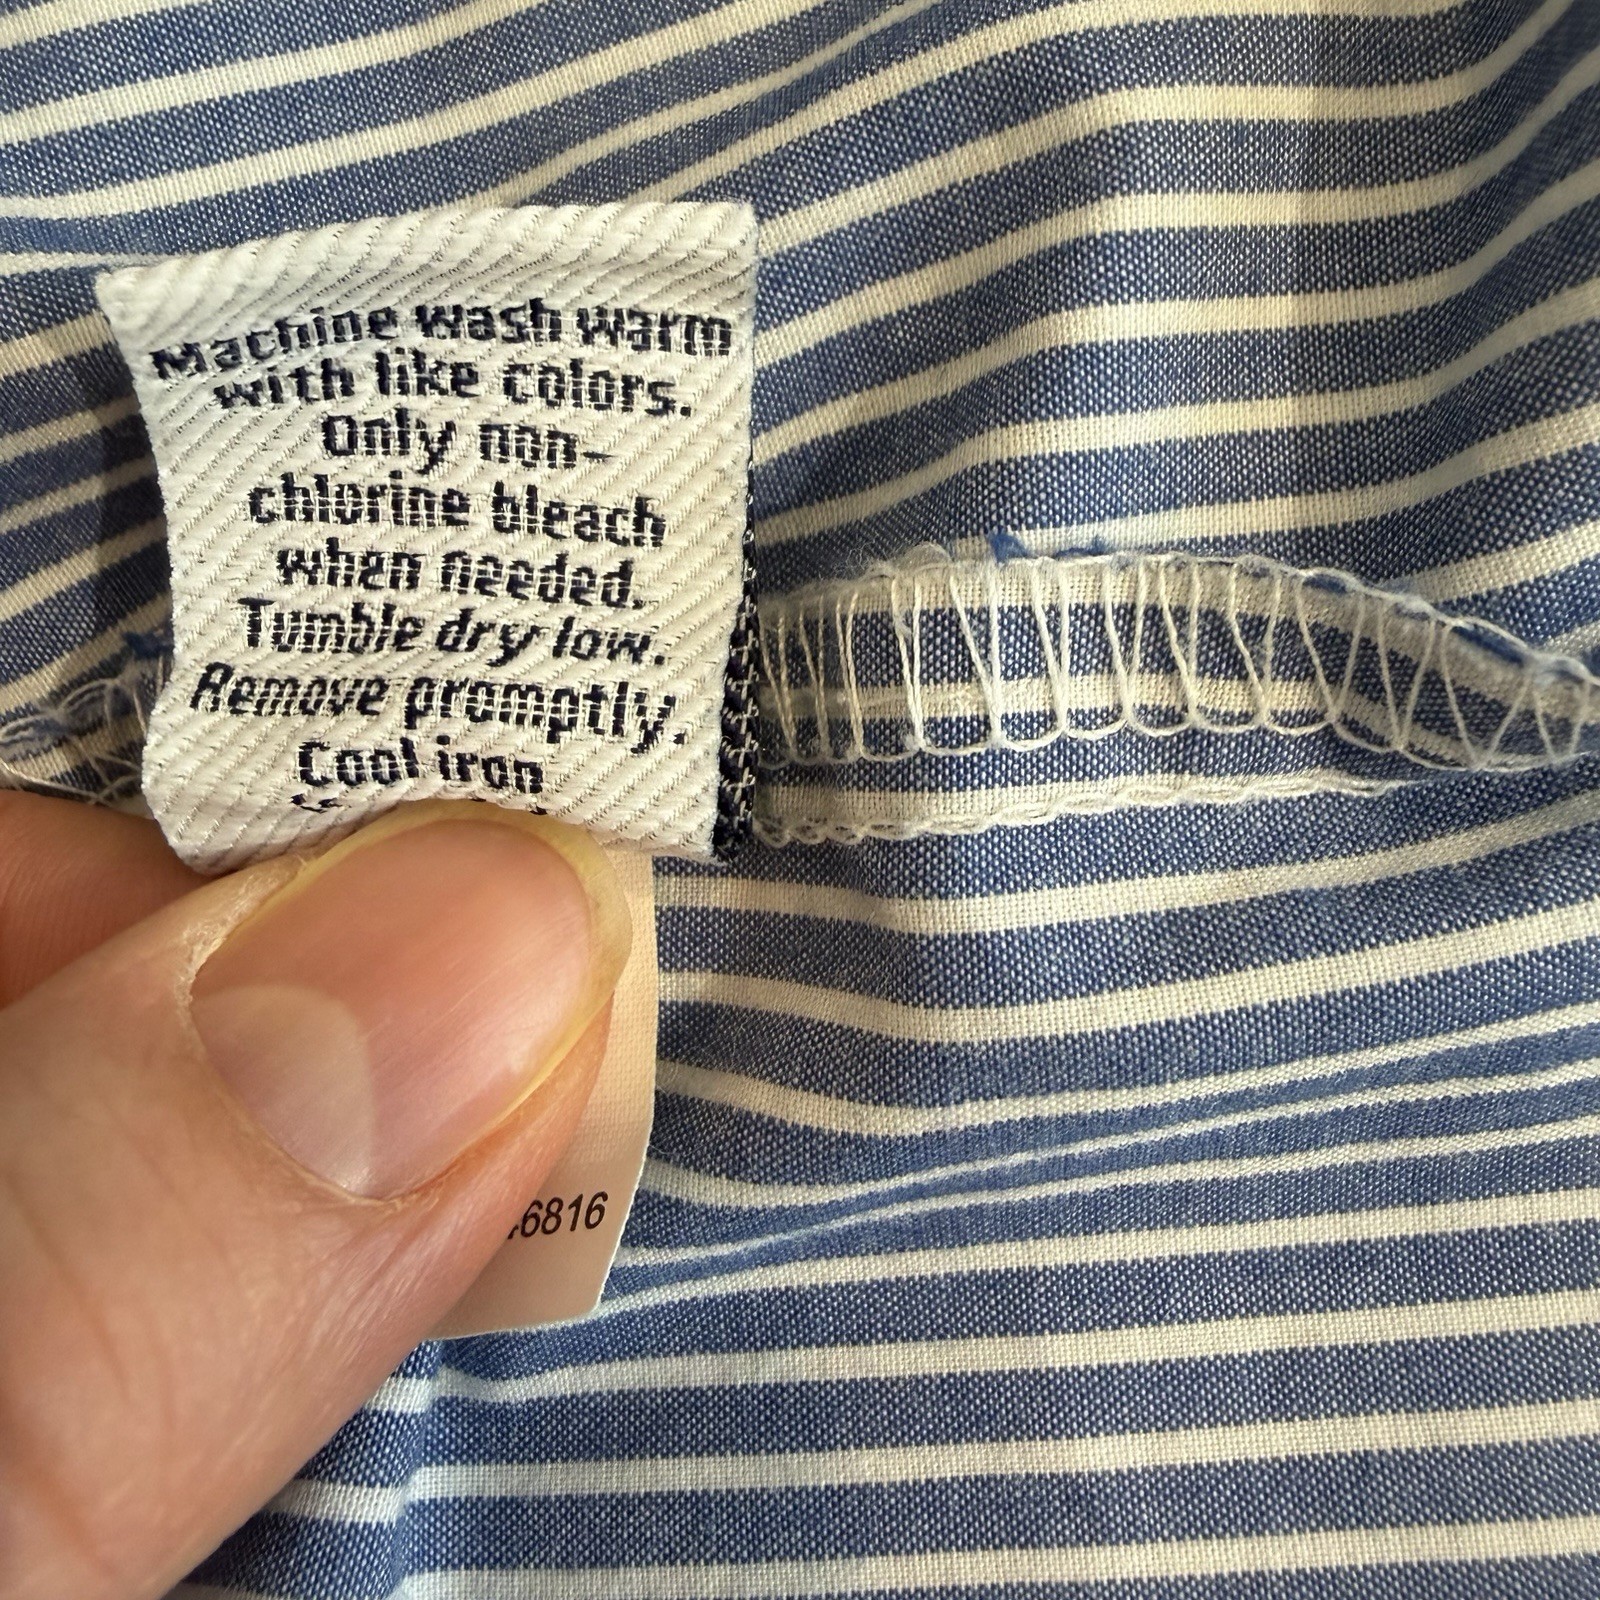 Machine wash warm
with like colors.
Only non-
chlorine bleach
when needed.
Tumble dry low.
Remove promptly.
Cool iron
6816